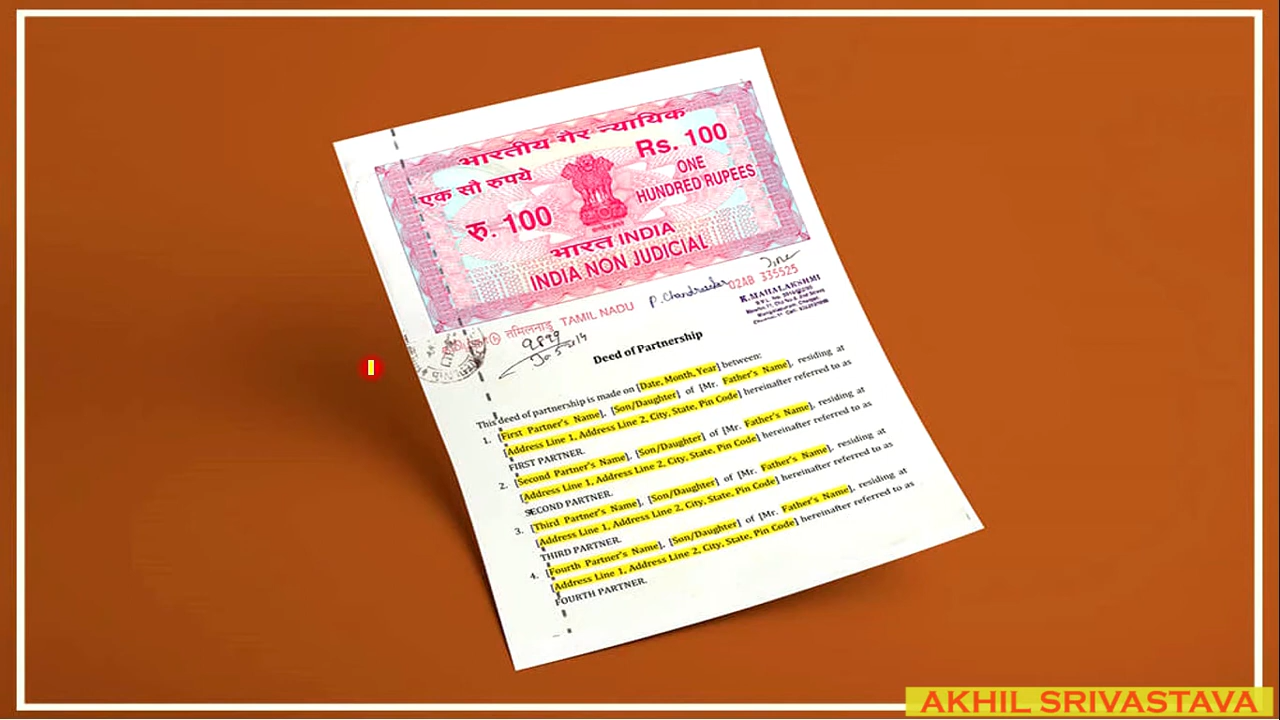 भारतीय गैर न्यायिक
एक सौ रुपये
Rs. 100
रु. 100
ONE
HUNDRED RUPEES
भारत INDIA
INDIA NON JUDICIAL
तमिलनाडु TAMIL NADU
P. Chandrasekar
02AB 335525
K.MAHALAKSHMI
9899
Deed of Partnership
This deed of partnership is made on [Date, Month, Year] between:
1. [First Partner's Name], [Son/Daughter] of [Mr. Father's Name], residing at
[Address Line 1, Address Line 2, City, State, Pin Code] hereinafter referred to as
FIRST PARTNER.
2. [Second Partner's Name], [Son/Daughter] of [Mr. Father's Name], residing at
[Address Line 1, Address Line 2, City, State, Pin Code] hereinafter referred to as
SECOND PARTNER.
3. [Third Partner's Name], [Son/Daughter] of [Mr. Father's Name], residing at
[Address Line 1, Address Line 2, City, State, Pin Code] hereinafter referred to as
THIRD PARTNER.
4. [Fourth Partner's Name], [Son/Daughter] of [Mr. Father's Name], residing at
[Address Line 1, Address Line 2, City, State, Pin Code] hereinafter referred to as
FOURTH PARTNER.
AKHIL SRIVASTAVA